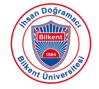 İhsan Doğramacı
Bilkent
1984
Bilkent Üniversitesi